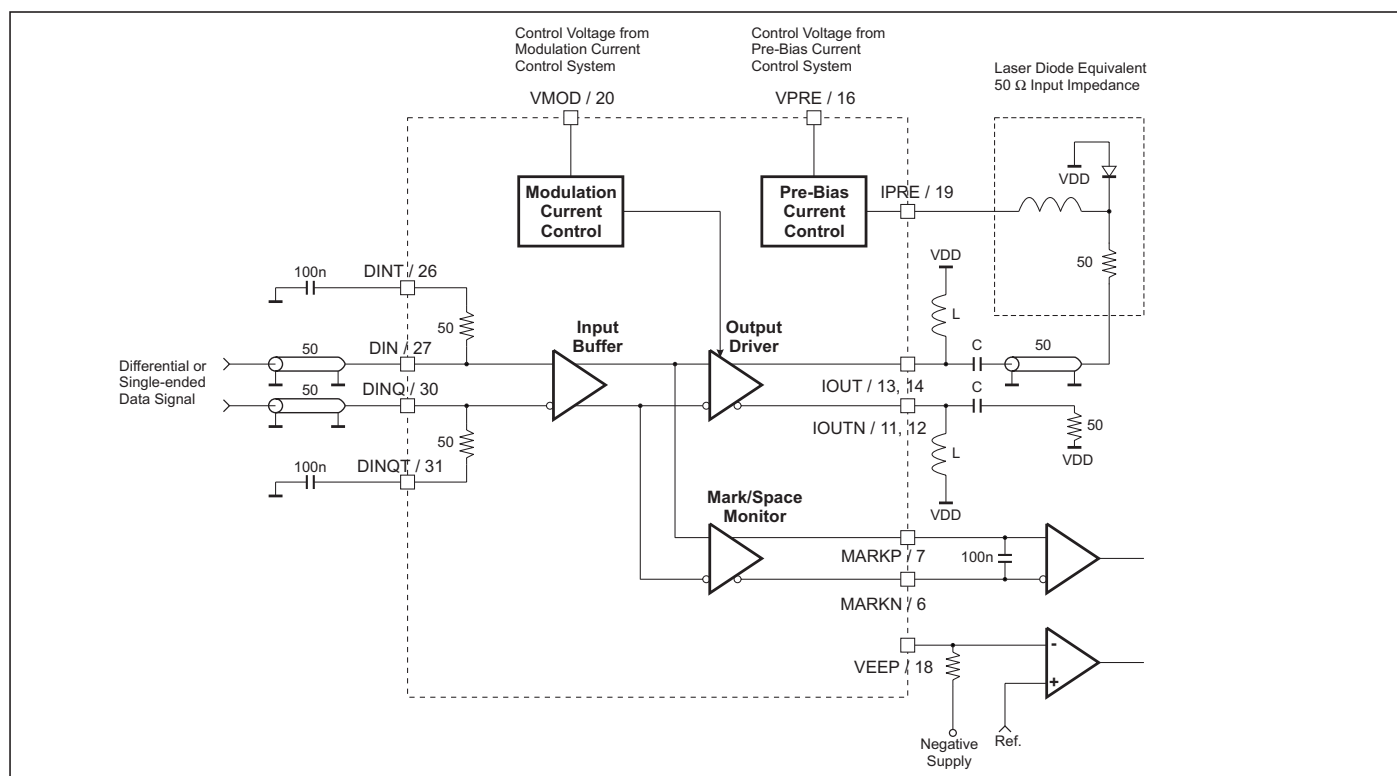 Control Voltage from
Modulation Current
Control System
Control Voltage from
Pre-Bias Current
Control System
Laser Diode Equivalent
50 Ω Input Impedance
VMOD / 20
VPRE / 16
VDD
Modulation
Current
Control
Pre-Bias
Current
Control
IPRE / 19
VDD
50
100n
DINT / 26
50
L
Input
Buffer
Output
Driver
Differential or
Single-ended
Data Signal
50
DIN / 27
C
50
50
DINQ / 30
IOUT / 13, 14
C
IOUTN / 11, 12
50
VDD
50
100n
DINQT / 31
L
VDD
Mark/Space
Monitor
MARKP / 7
100n
MARKN / 6
VEEP / 18
-
+
Negative
Supply
Ref.